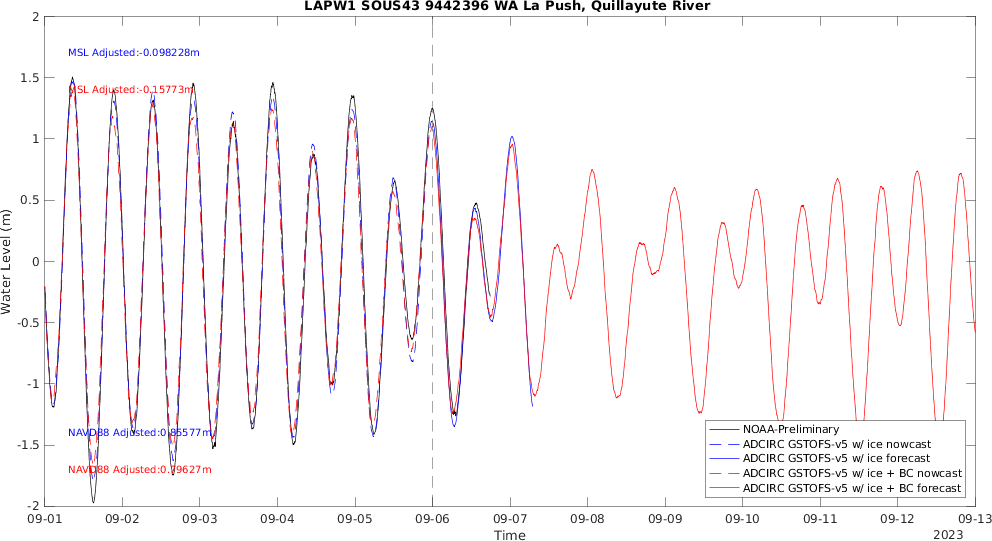 LAPW1 SOUS43 9442396 WA La Push, Quillayute River
MSL Adjusted:-0.098228m
MSL Adjusted:-0.15773m
NAVD88 Adjusted:0.85577m
NAVD88 Adjusted:0.79627m
Water Level (m)
2
1.5
1
0.5
0
-0.5
-1
-1.5
-2
09-01 09-02 09-03 09-04 09-05 09-06 09-07 09-08 09-09 09-10 09-11 09-12 09-13
Time
2023
NOAA-Preliminary
ADCIRC GSTOFS-v5 w/ ice nowcast
ADCIRC GSTOFS-v5 w/ ice forecast
ADCIRC GSTOFS-v5 w/ ice + BC nowcast
ADCIRC GSTOFS-v5 w/ ice + BC forecast